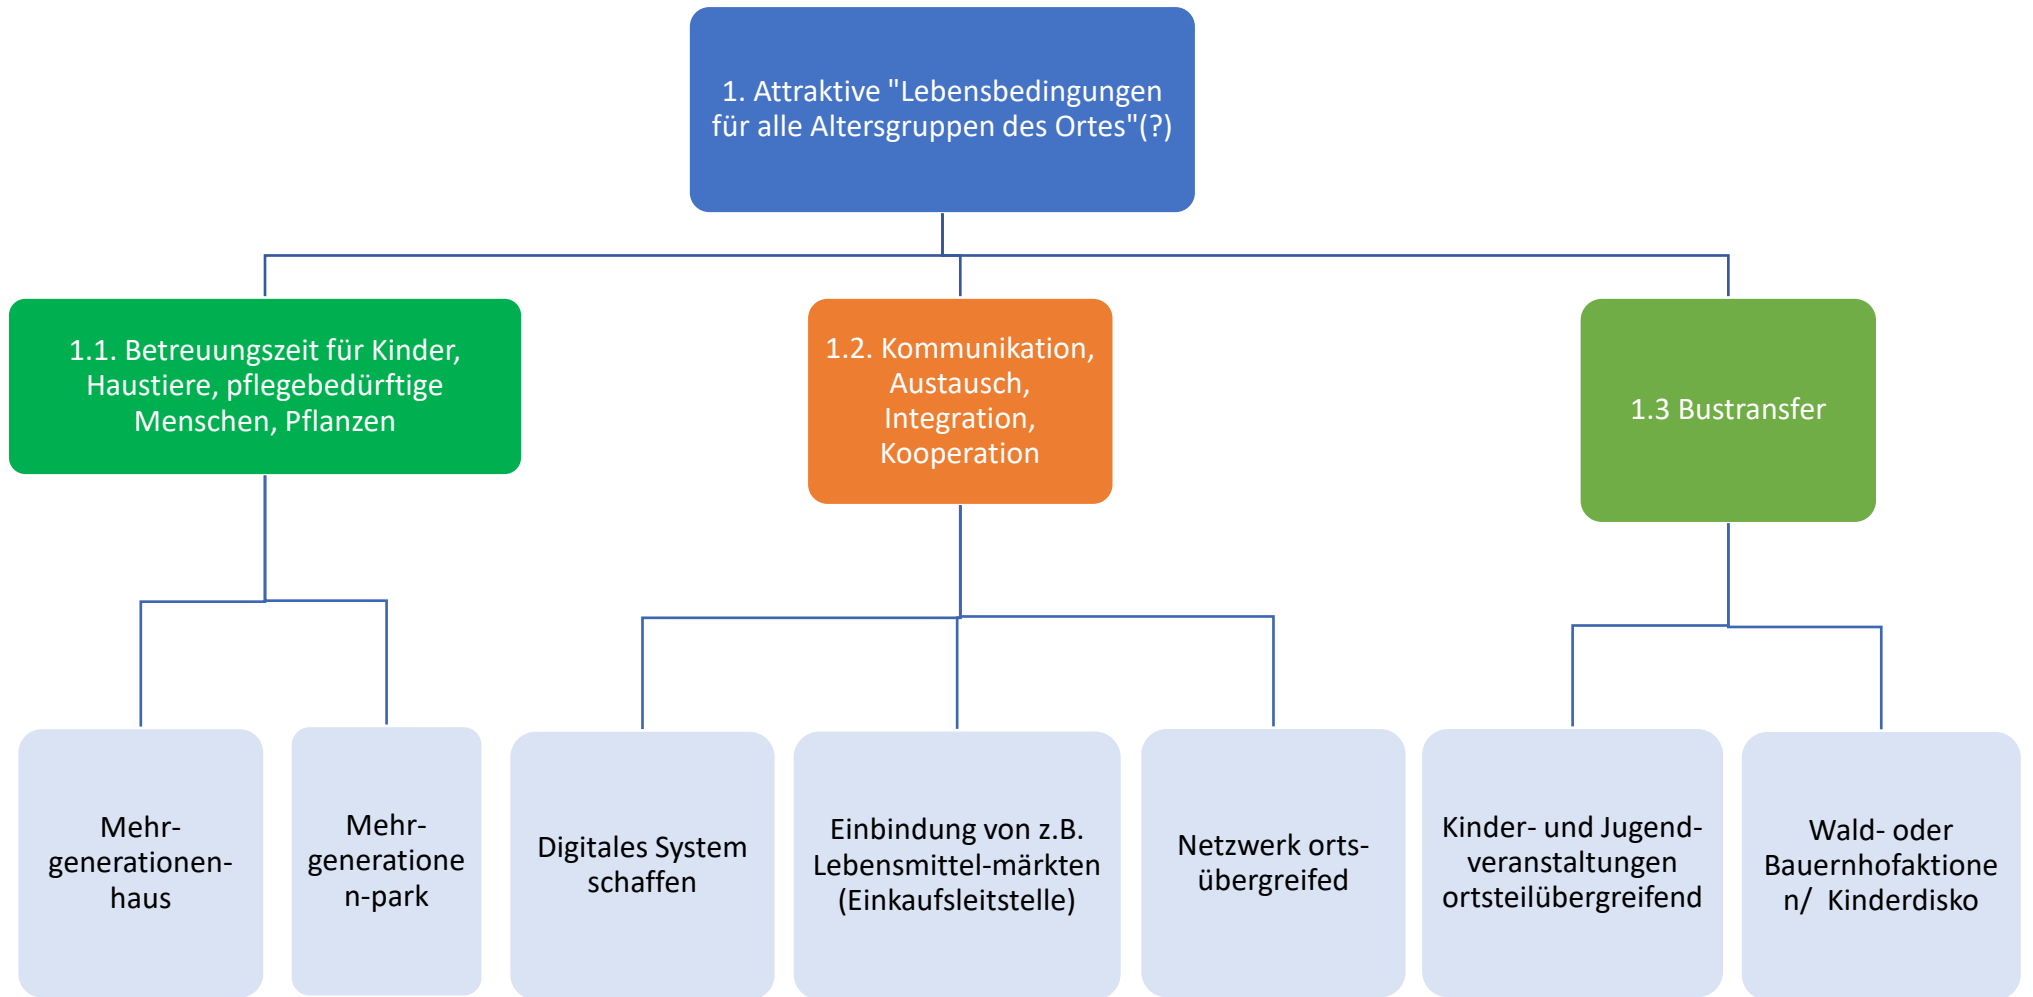 1. Attraktive "Lebensbedingungen
für alle Altersgruppen des Ortes"(?)
1.1. Betreuungszeit für Kinder,
Haustiere, pflegebedürftige
Menschen, Pflanzen
1.2. Kommunikation,
Austausch,
Integration,
Kooperation
1.3 Bustransfer
Mehr-
generationen-
haus
Mehr-
generatione
n-park
Digitales System
schaffen
Einbindung von z.B.
Lebensmittel-märkten
(Einkaufsleitstelle)
Netzwerk orts-
übergreifed
Kinder- und Jugend-
veranstaltungen
ortsteilübergreifend
Wald- oder
Bauernhofaktione
n/ Kinderdisko